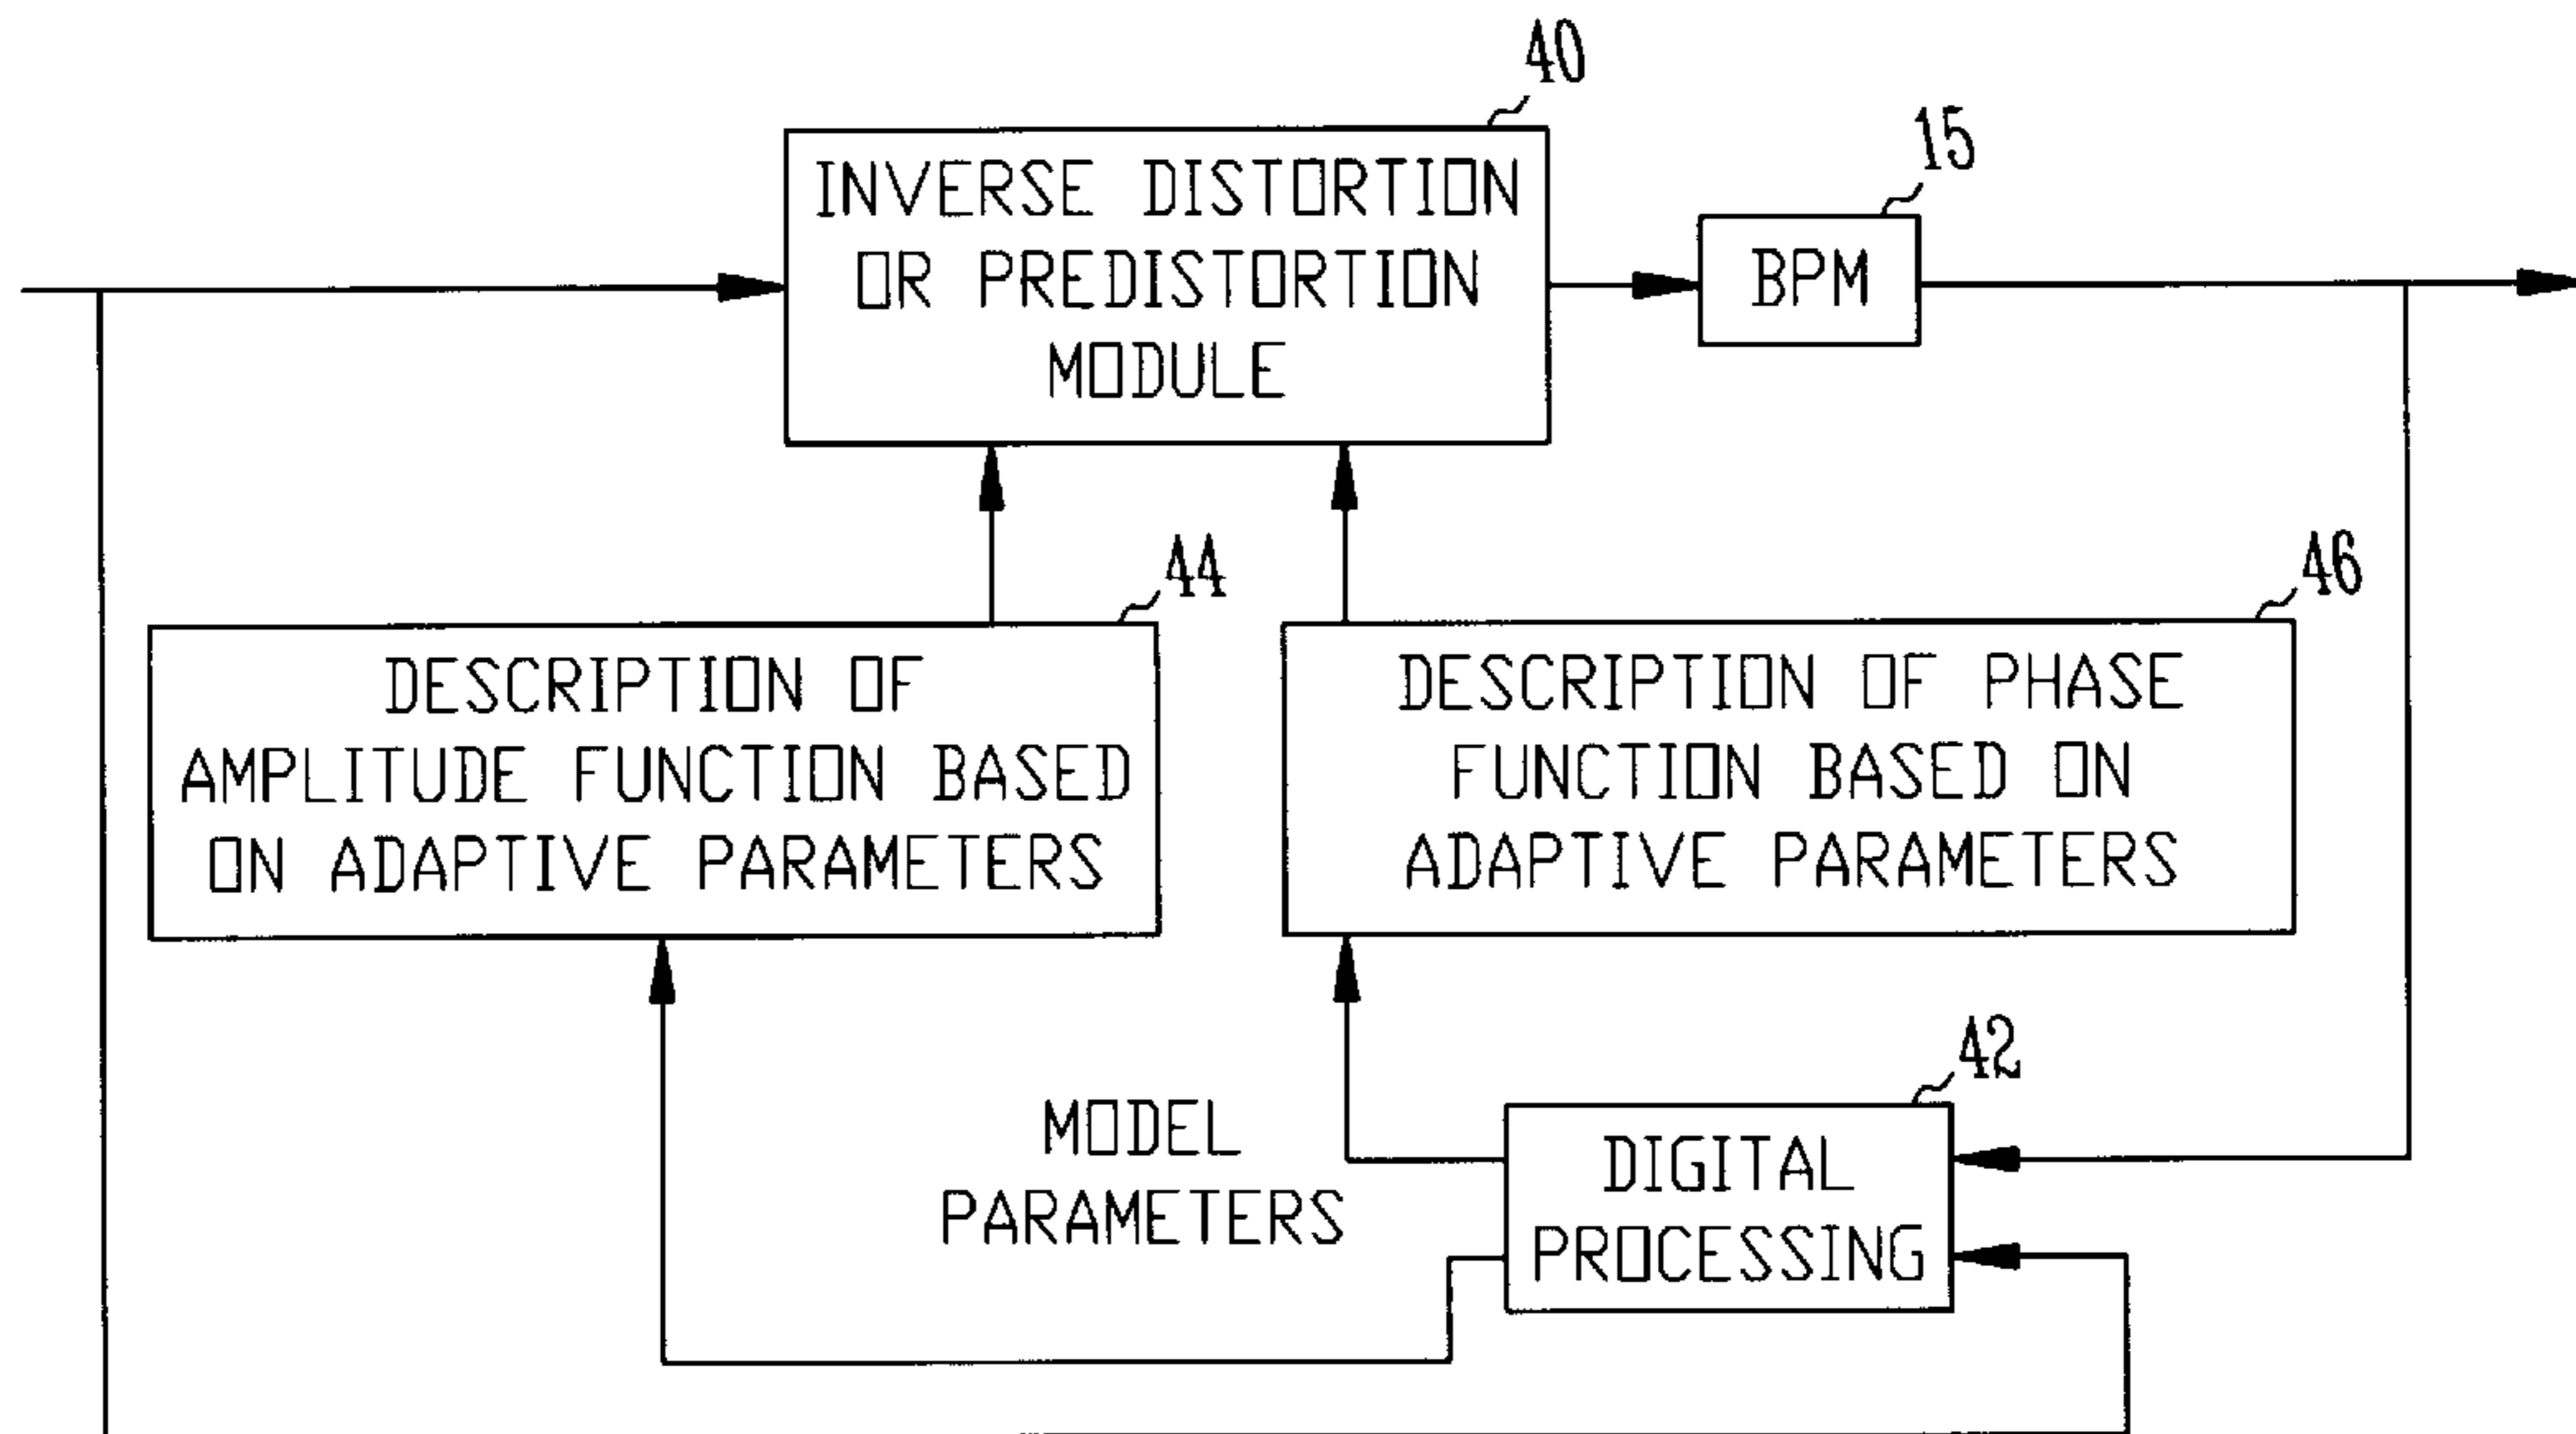 40
INVERSE DISTORTION
OR PREDISTORTION
MODULE
15
BPM
44
DESCRIPTION OF
AMPLITUDE FUNCTION BASED
ON ADAPTIVE PARAMETERS
46
DESCRIPTION OF PHASE
FUNCTION BASED ON
ADAPTIVE PARAMETERS
MODEL
PARAMETERS
42
DIGITAL
PROCESSING